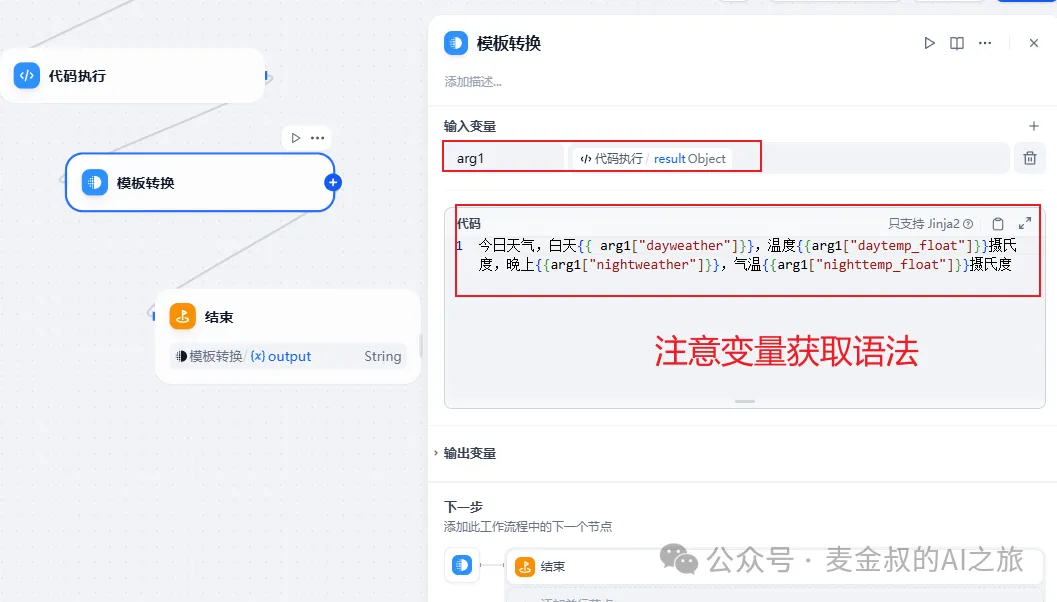 代码执行
模板转换
结束
模板转换/ {x} output String
模板转换
添加描述...
输入变量
arg1 代码执行 / result Object
代码 只支持 Jinja2
1 今日天气，白天{{ arg1["dayweather"]}}，温度{{arg1["daytemp_float"]}}摄氏
度，晚上{{arg1["nightweather"]}}，气温{{arg1["nighttemp_float"]}}摄氏度
注意变量获取语法
输出变量
下一步
添加此工作流程中的下一个节点
结束
公众号 · 麦金叔的AI之旅